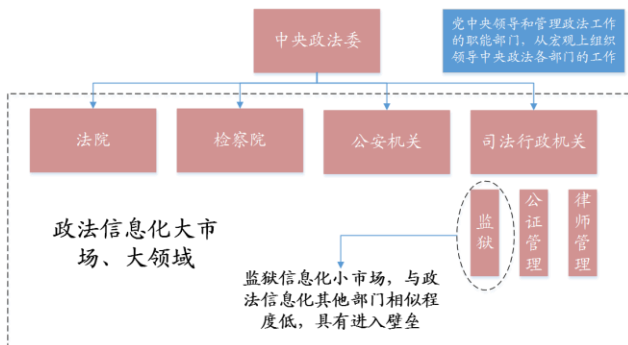 中央政法委
党中央领导和管理政法工作
的职能部门，从宏观上组织
领导中央政法各部门的工作
法院
检察院
公安机关
司法行政机关
监狱
公证管理
律师管理
政法信息化大市
场、大领域
监狱信息化小市场，与政
法信息化其他部门相似程
度低，具有进入壁垒